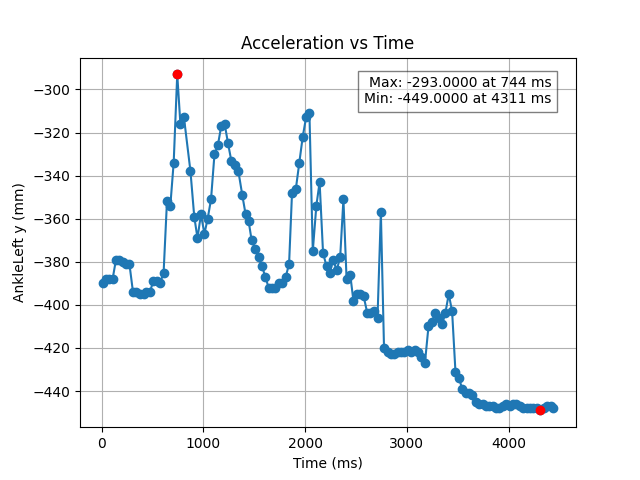 Acceleration vs Time
Max: -293.0000 at 744 ms
Min: -449.0000 at 4311 ms
AnkleLeft y (mm)
−300
−320
−340
−360
−380
−400
−420
−440
0 1000 2000 3000 4000
Time (ms)